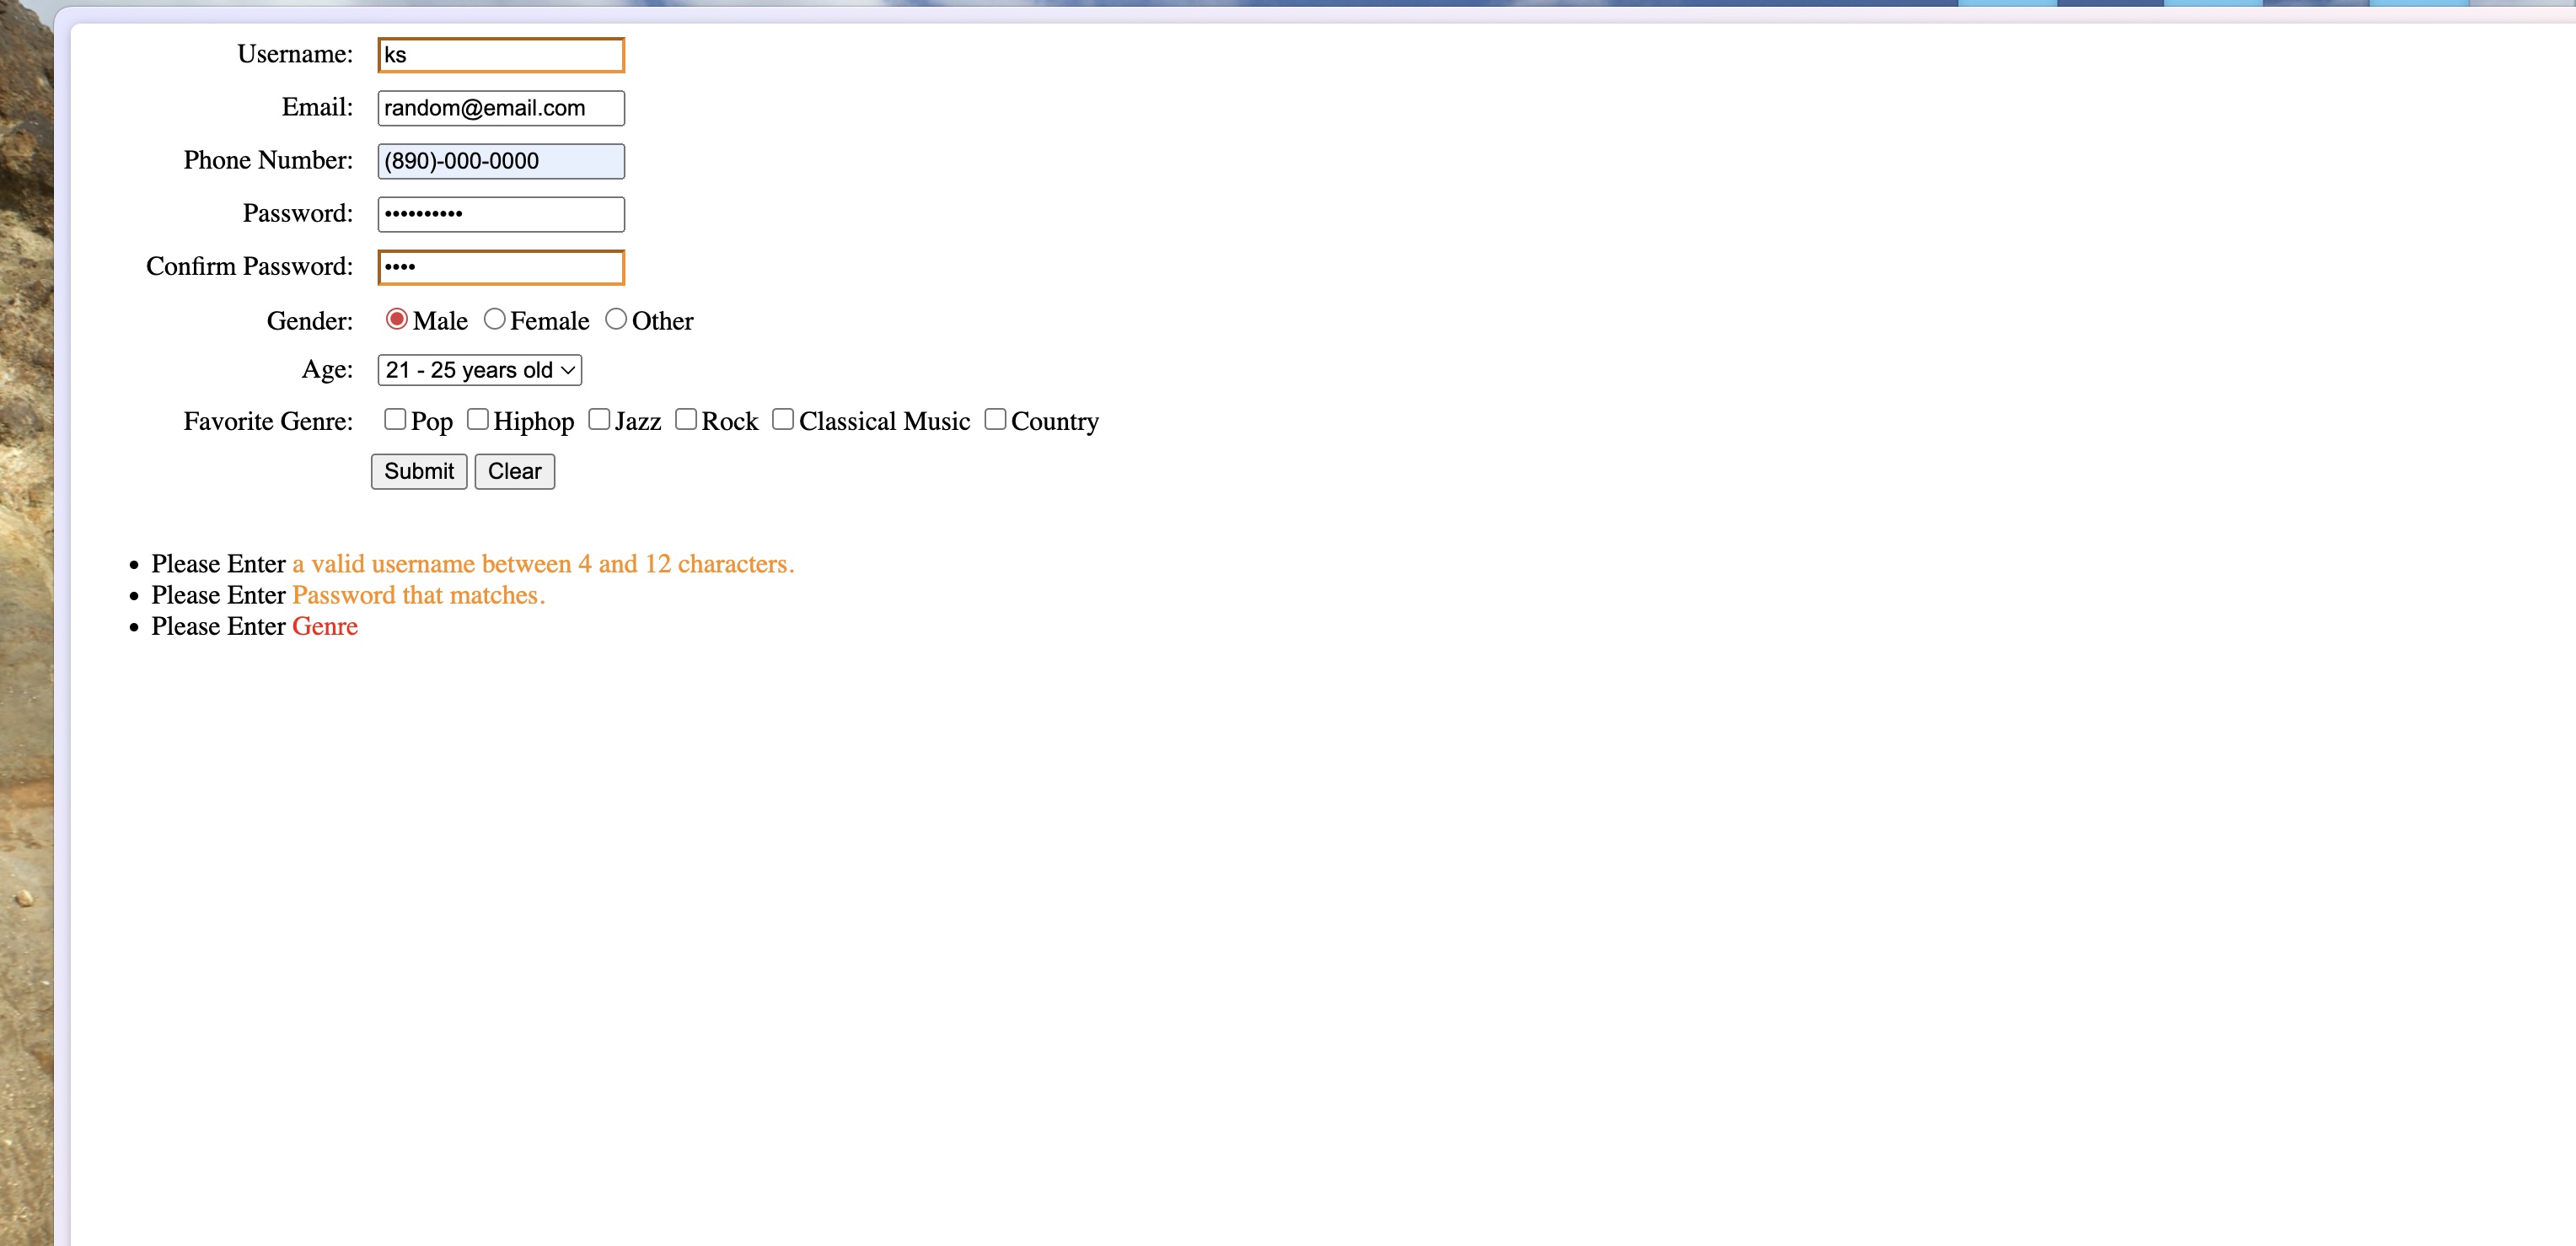 Username: ks
Email: random@email.com
Phone Number: (890)-000-0000
Password: ••••••••••
Confirm Password: ••••
Gender: Male Female Other
Age: 21 - 25 years old
Favorite Genre: Pop Hiphop Jazz Rock Classical Music Country
Submit Clear
• Please Enter a valid username between 4 and 12 characters.
• Please Enter Password that matches.
• Please Enter Genre